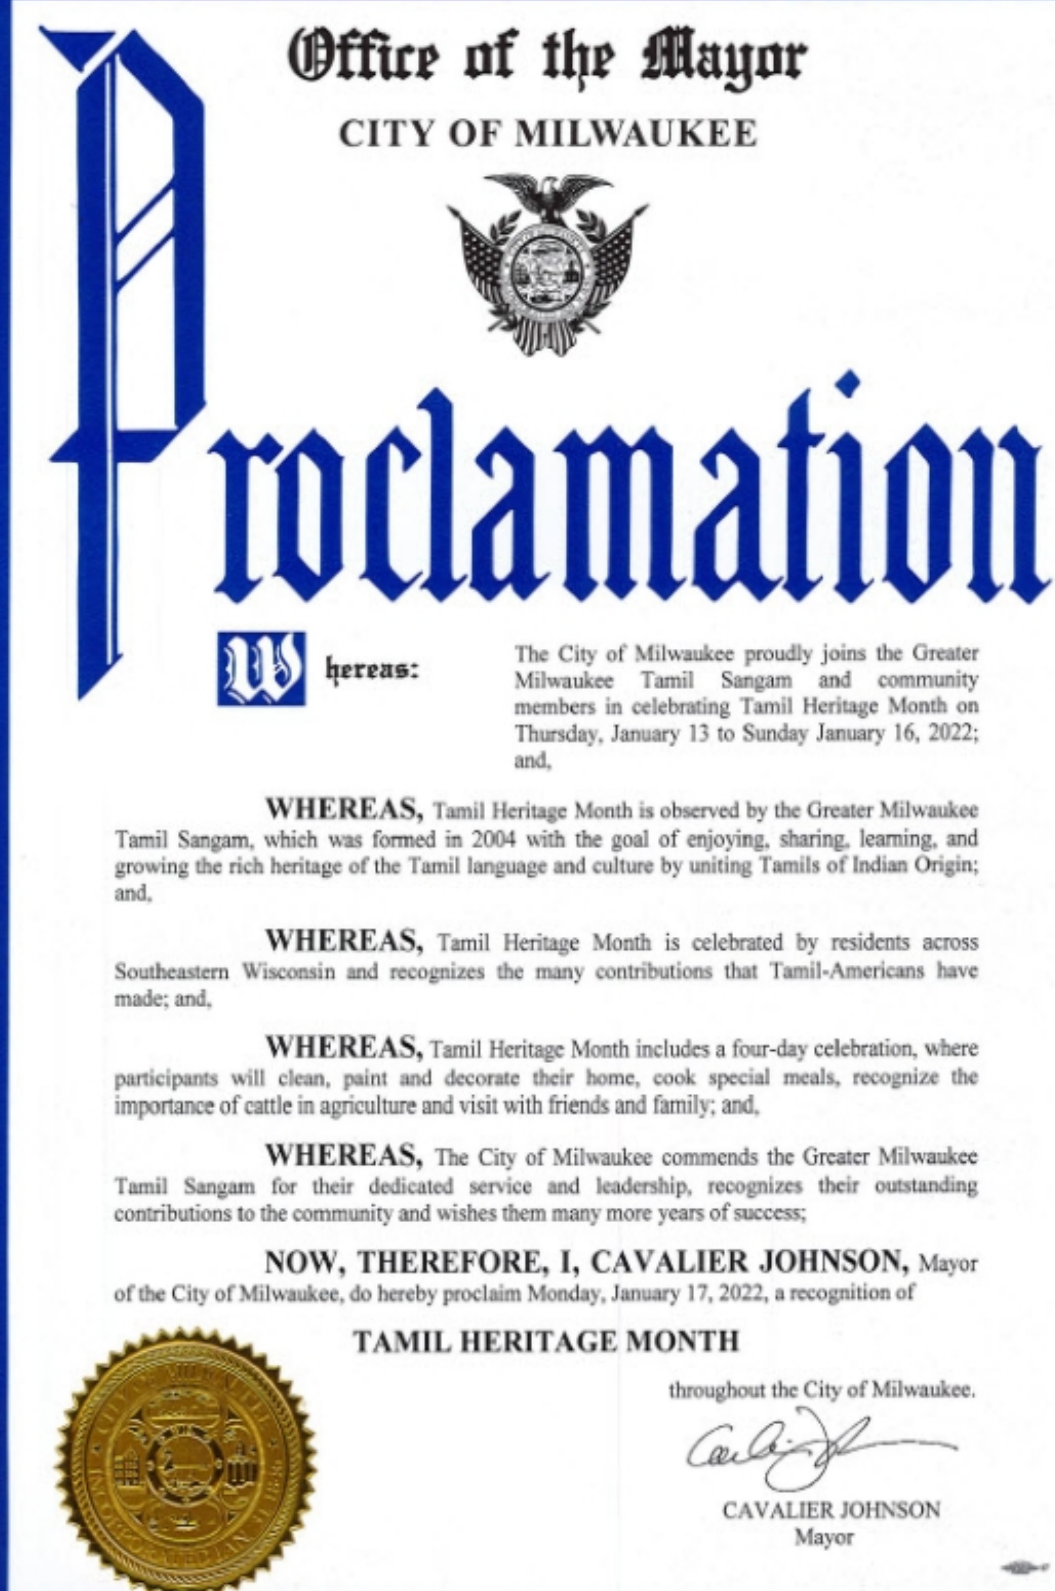 Office of the Mayor
CITY OF MILWAUKEE
Proclamation
Whereas:
The City of Milwaukee proudly joins the Greater
Milwaukee Tamil Sangam and community
members in celebrating Tamil Heritage Month on
Thursday, January 13 to Sunday January 16, 2022;
and,
WHEREAS, Tamil Heritage Month is observed by the Greater Milwaukee
Tamil Sangam, which was formed in 2004 with the goal of enjoying, sharing, learning, and
growing the rich heritage of the Tamil language and culture by uniting Tamils of Indian Origin;
and,
WHEREAS, Tamil Heritage Month is celebrated by residents across
Southeastern Wisconsin and recognizes the many contributions that Tamil-Americans have
made; and,
WHEREAS, Tamil Heritage Month includes a four-day celebration, where
participants will clean, paint and decorate their home, cook special meals, recognize the
importance of cattle in agriculture and visit with friends and family; and,
WHEREAS, The City of Milwaukee commends the Greater Milwaukee
Tamil Sangam for their dedicated service and leadership, recognizes their outstanding
contributions to the community and wishes them many more years of success;
NOW, THEREFORE, I, CAVALIER JOHNSON, Mayor
of the City of Milwaukee, do hereby proclaim Monday, January 17, 2022, a recognition of
TAMIL HERITAGE MONTH
throughout the City of Milwaukee.
CAVALIER JOHNSON
Mayor
CITY OF MILWAUKEE